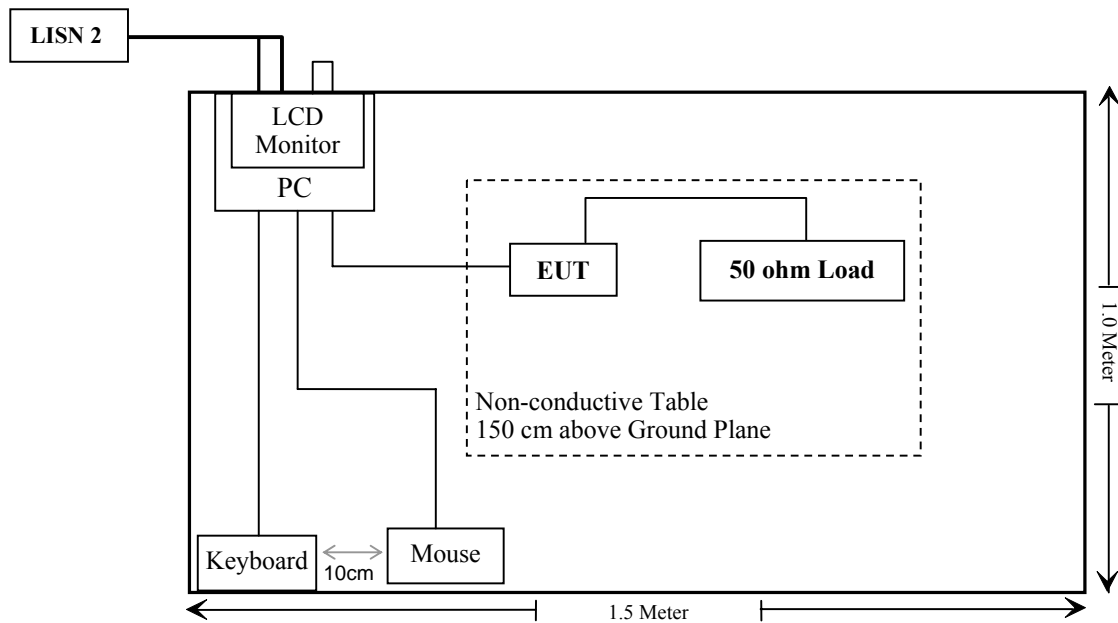 LISN 2
LCD
Monitor
PC
EUT
50 ohm Load
1.0 Meter
Non-conductive Table
150 cm above Ground Plane
Keyboard
10cm
Mouse
1.5 Meter